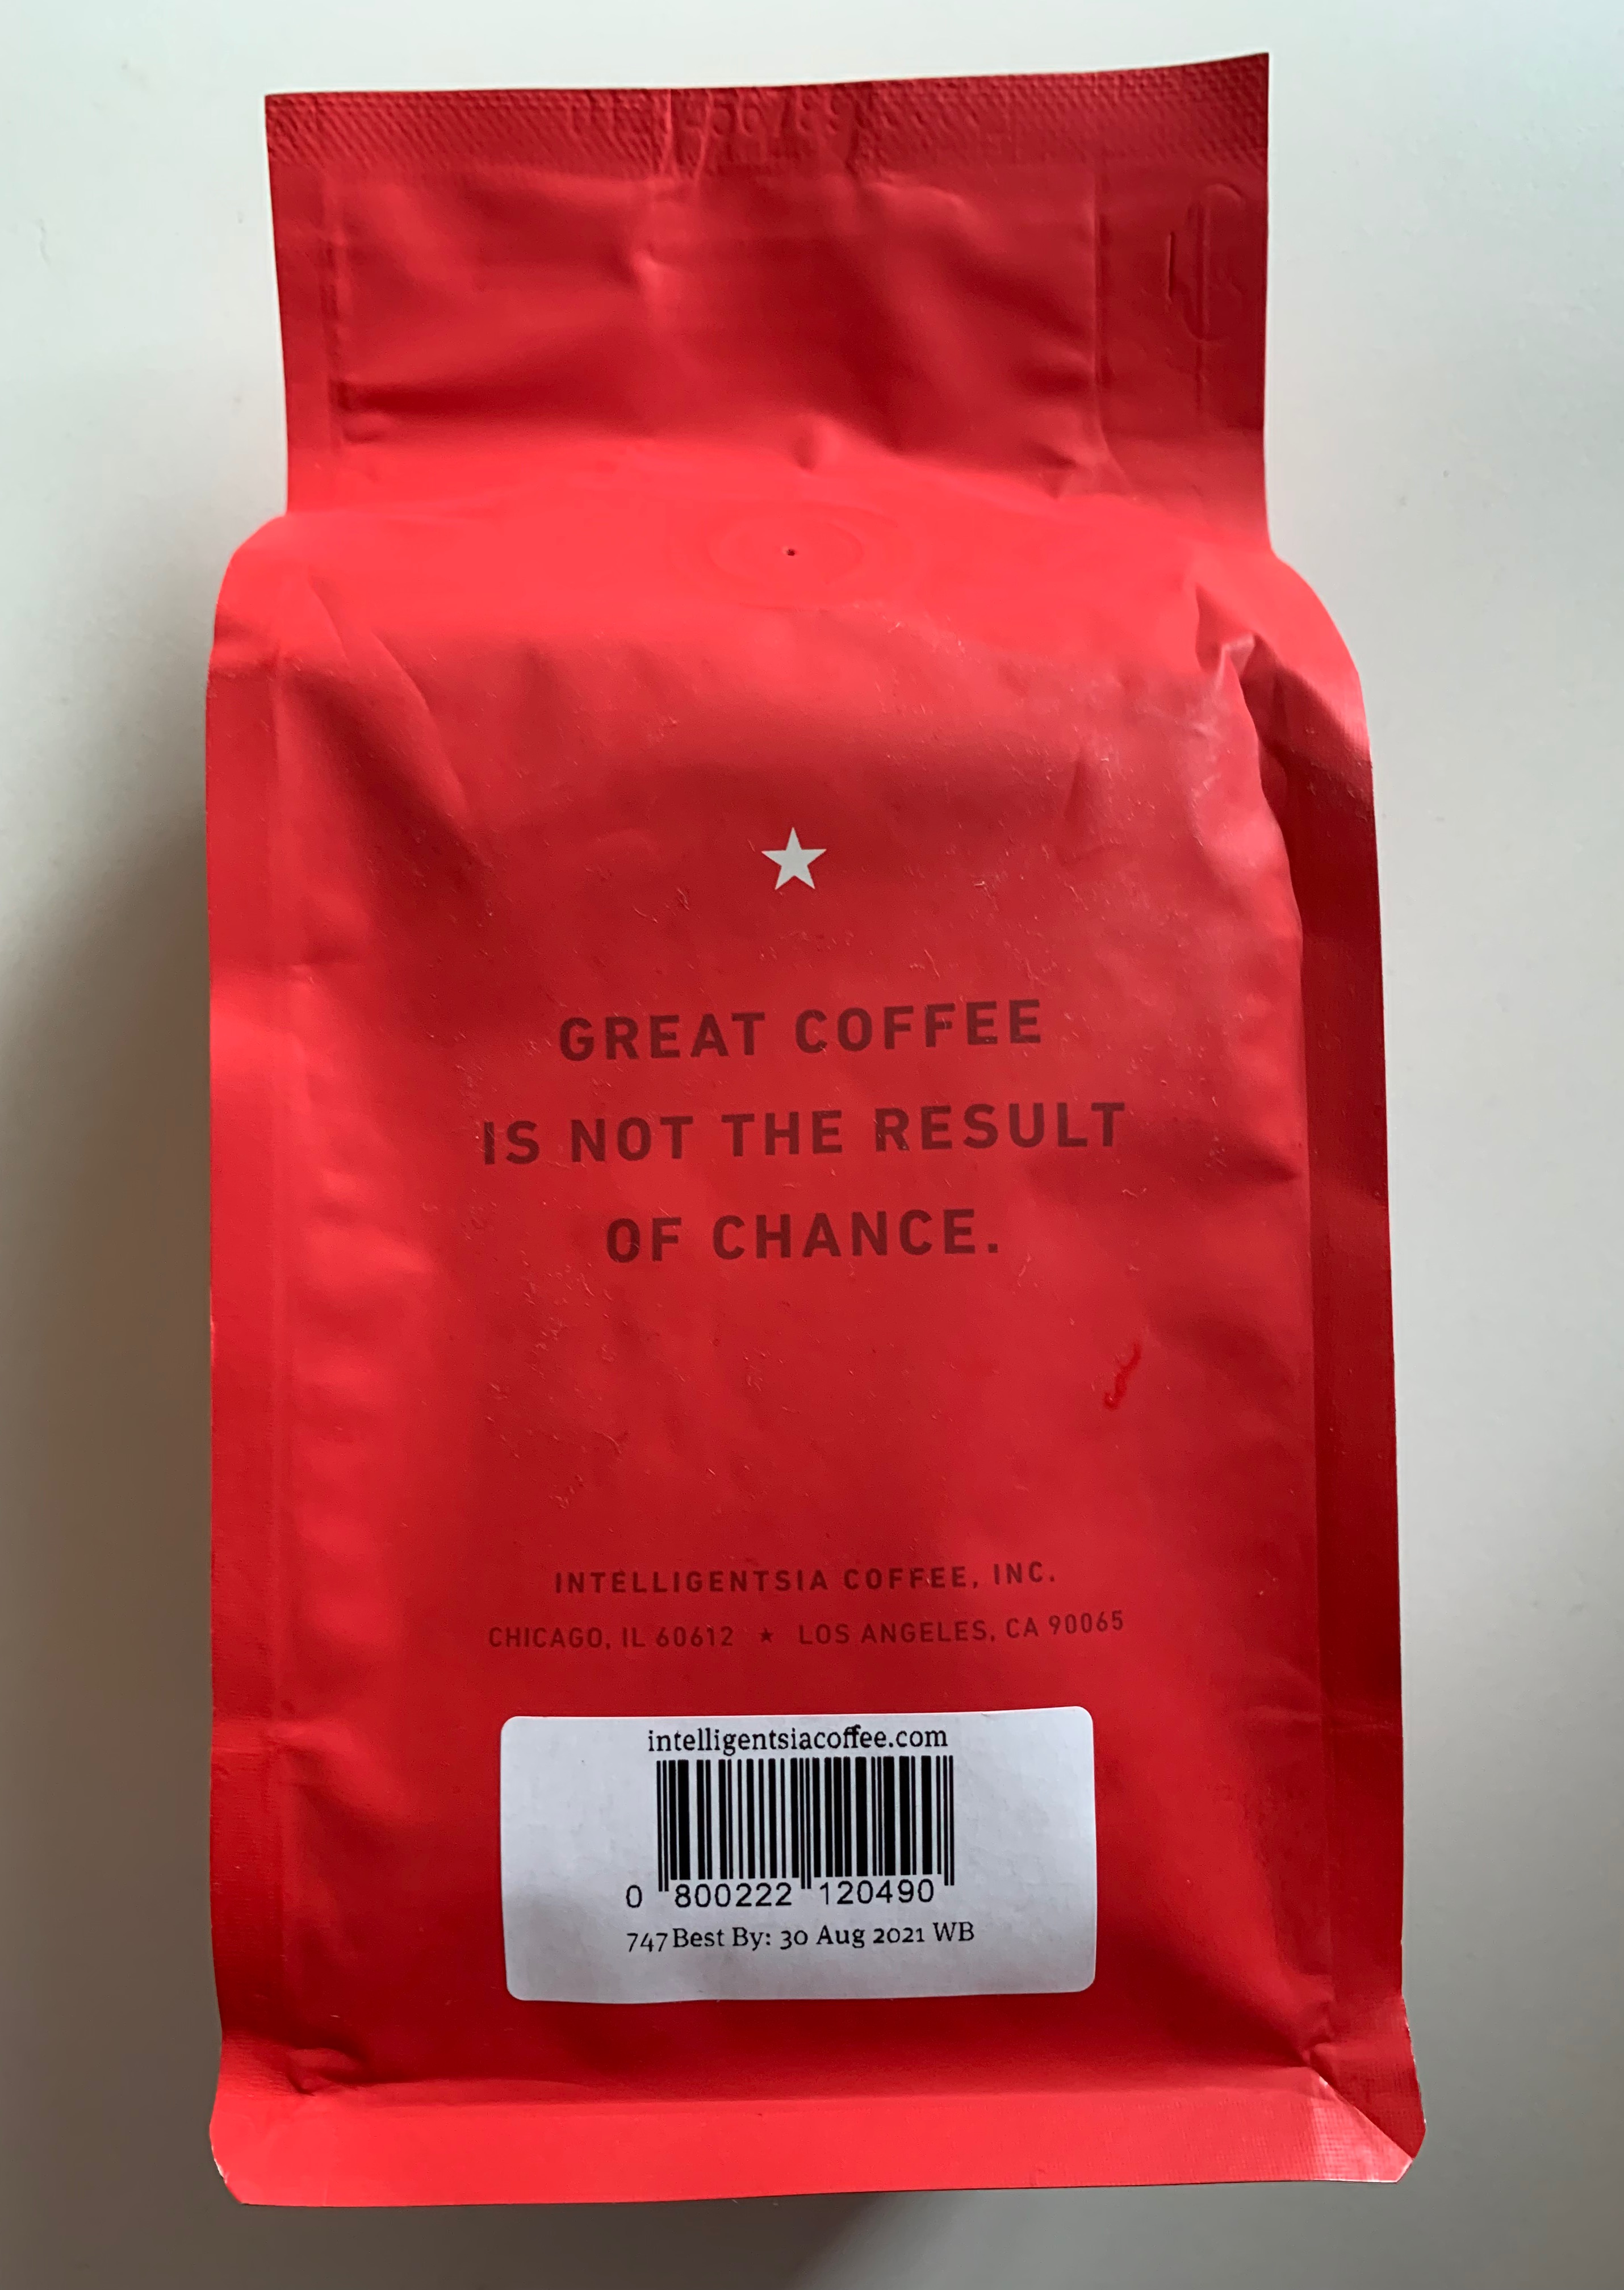 GREAT COFFEE
IS NOT THE RESULT
OF CHANCE.
INTELLIGENTSIA COFFEE, INC.
CHICAGO, IL 60612 ★ LOS ANGELES, CA 90065
intelligentsiacoffee.com
0 800222 120490
747 Best By: 30 Aug 2021 WB